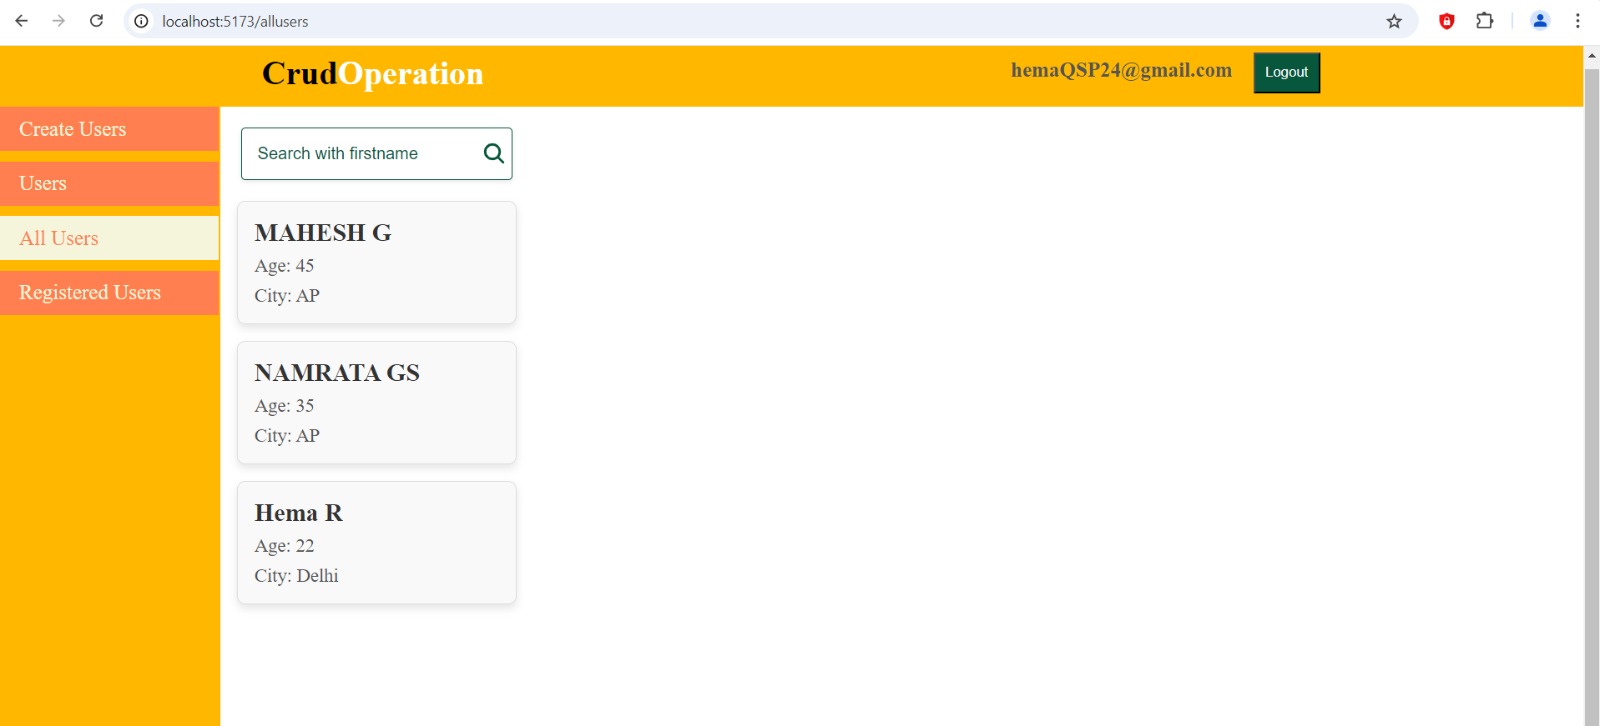 localhost:5173/allusers
CrudOperation
hemaQSP24@gmail.com
Logout
Create Users
Users
All Users
Registered Users
Search with firstname
MAHESH G
Age: 45
City: AP
NAMRATA GS
Age: 35
City: AP
Hema R
Age: 22
City: Delhi